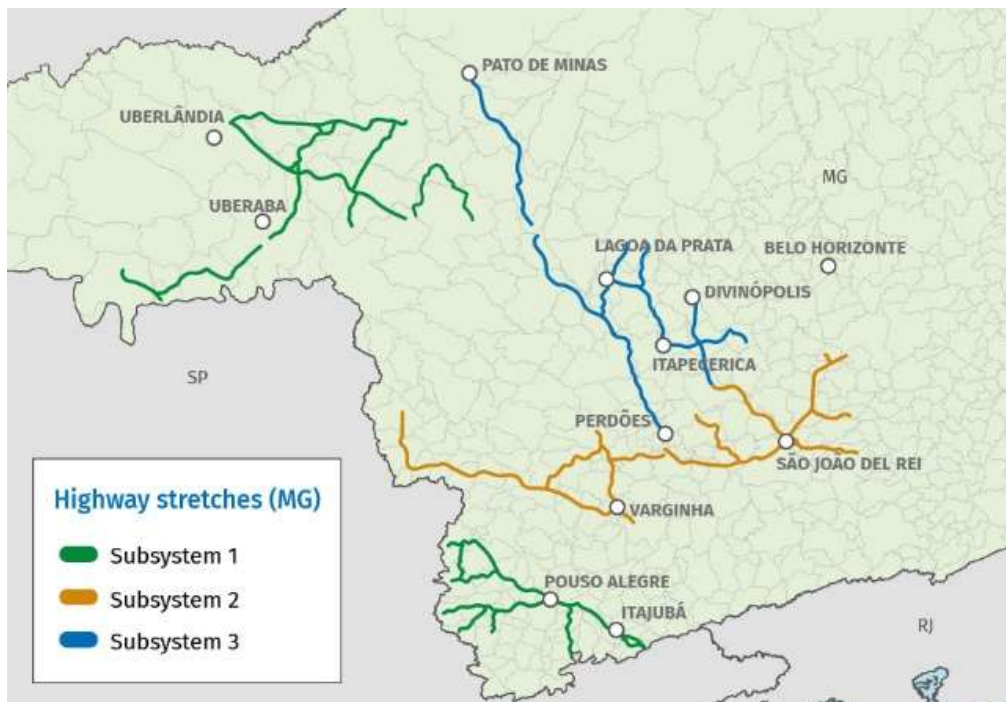 PATO DE MINAS
UBERLÂNDIA
MG
UBERABA
LAGOA DA PRATA
BELO HORIZONTE
DIVINÓPOLIS
ITAPECERICA
SP
PERDÕES
SÃO JOÃO DEL REI
Highway stretches (MG)
VARGINHA
Subsystem 1
POUSO ALEGRE
Subsystem 2
ITAJUBÁ
RJ
Subsystem 3